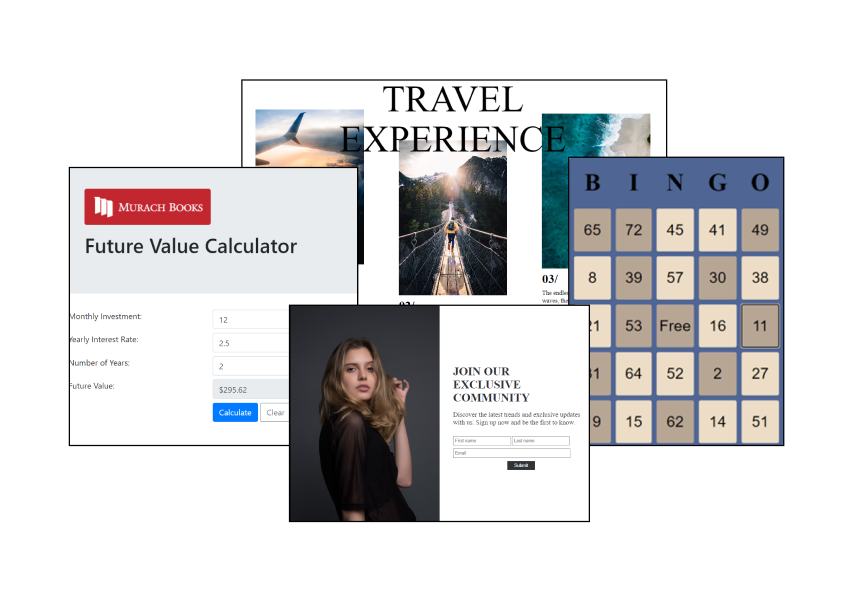 TRAVEL
EXPERIENCE
03/
The endles
waves, the
MURACH BOOKS
Future Value Calculator
Monthly Investment:
12
Yearly Interest Rate:
2.5
Number of Years:
2
Future Value:
$295.62
Calculate
Clear
JOIN OUR
EXCLUSIVE
COMMUNITY
Discover the latest trends and exclusive updates
with us. Sign up now and be the first to know.
First name
Last name
Email
Submit
B I N G O
65 72 45 41 49
8 39 57 30 38
21 53 Free 16 11
31 64 52 2 27
9 15 62 14 51